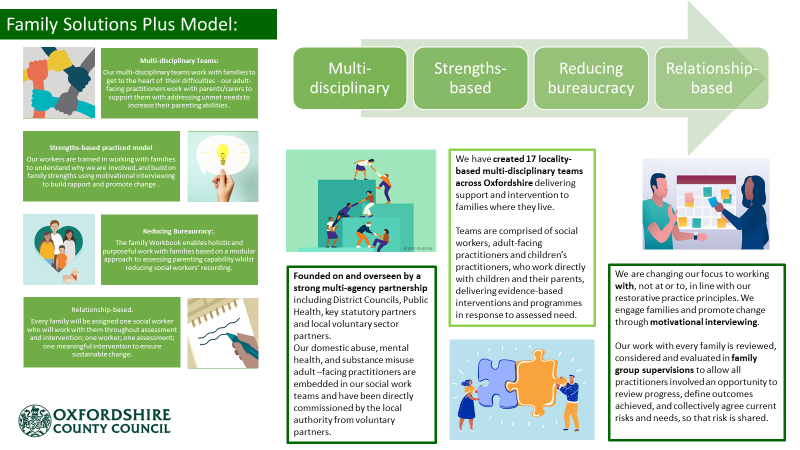 Family Solutions Plus Model:
Multi-disciplinary Teams:
Our multi-disciplinary teams work with families to
get to the heart of their difficulties - our adult-
facing practitioners work with parents/carers to
support them with addressing unmet needs to
increase their parenting abilities .
Strengths-based practiced model
Our workers are trained in working with families
to understand why we are involved, and build on
family strengths using motivational interviewing
to build rapport and promote change .
Reducing Bureaucracy:.
The family Workbook enables holistic and
purposeful work with families based on a modular
approach to assessing parenting capability whilst
reducing social workers' recording.
Relationship-based.
Every family will be assigned one social worker
who will work with them throughout assessment
and intervention; one worker; one assessment;
one meaningful intervention to ensure
sustainable change.
OXFORDSHIRE
COUNTY COUNCIL
Multi-
disciplinary
Strengths-
based
Reducing
bureaucracy
Relationship-
based
Founded on and overseen by a
strong multi-agency partnership
including District Councils, Public
Health, key statutory partners
and local voluntary sector
partners.
Our domestic abuse, mental
health, and substance misuse
adult –facing practitioners are
embedded in our social work
teams and have been directly
commissioned by the local
authority from voluntary
partners.
We have created 17 locality-
based multi-disciplinary teams
across Oxfordshire delivering
support and intervention to
families where they live.
Teams are comprised of social
workers, adult-facing
practitioners and children's
practitioners, who work directly
with children and their parents,
delivering evidence-based
interventions and programmes
in response to assessed need.
We are changing our focus to working
with, not at or to, in line with our
restorative practice principles. We
engage families and promote change
through motivational interviewing.
Our work with every family is reviewed,
considered and evaluated in family
group supervisions to allow all
practitioners involved an opportunity to
review progress, define outcomes
achieved, and collectively agree current
risks and needs, so that risk is shared.